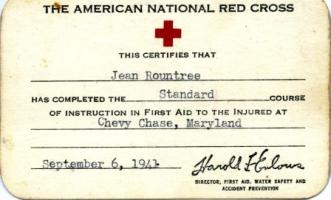 THE AMERICAN NATIONAL RED CROSS
THIS CERTIFIES THAT
Jean Rountree
HAS COMPLETED THE Standard COURSE
OF INSTRUCTION IN FIRST AID TO THE INJURED AT
Chevy Chase, Maryland
September 6, 1941
Harold F.
DIRECTOR, FIRST AID, WATER SAFETY AND
ACCIDENT PREVENTION